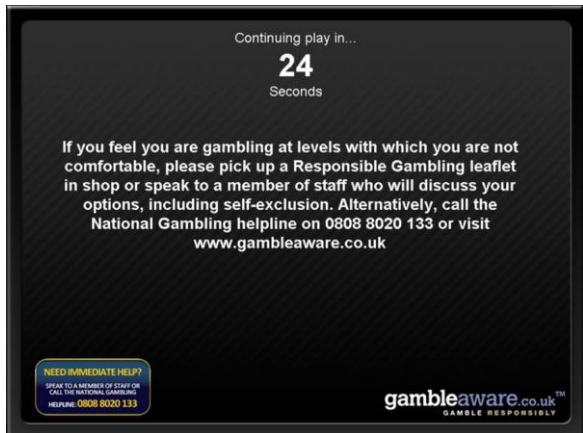 Continuing play in...
24
Seconds
If you feel you are gambling at levels with which you are not
comfortable, please pick up a Responsible Gambling leaflet
in shop or speak to a member of staff who will discuss your
options, including self-exclusion. Alternatively, call the
National Gambling helpline on 0808 8020 133 or visit
www.gambleaware.co.uk
NEED IMMEDIATE HELP?
SPEAK TO A MEMBER OF STAFF OR
CALL THE NATIONAL GAMBLING
HELPLINE: 0808 8020 133
gambleaware.co.uk™
GAMBLE RESPONSIBLY